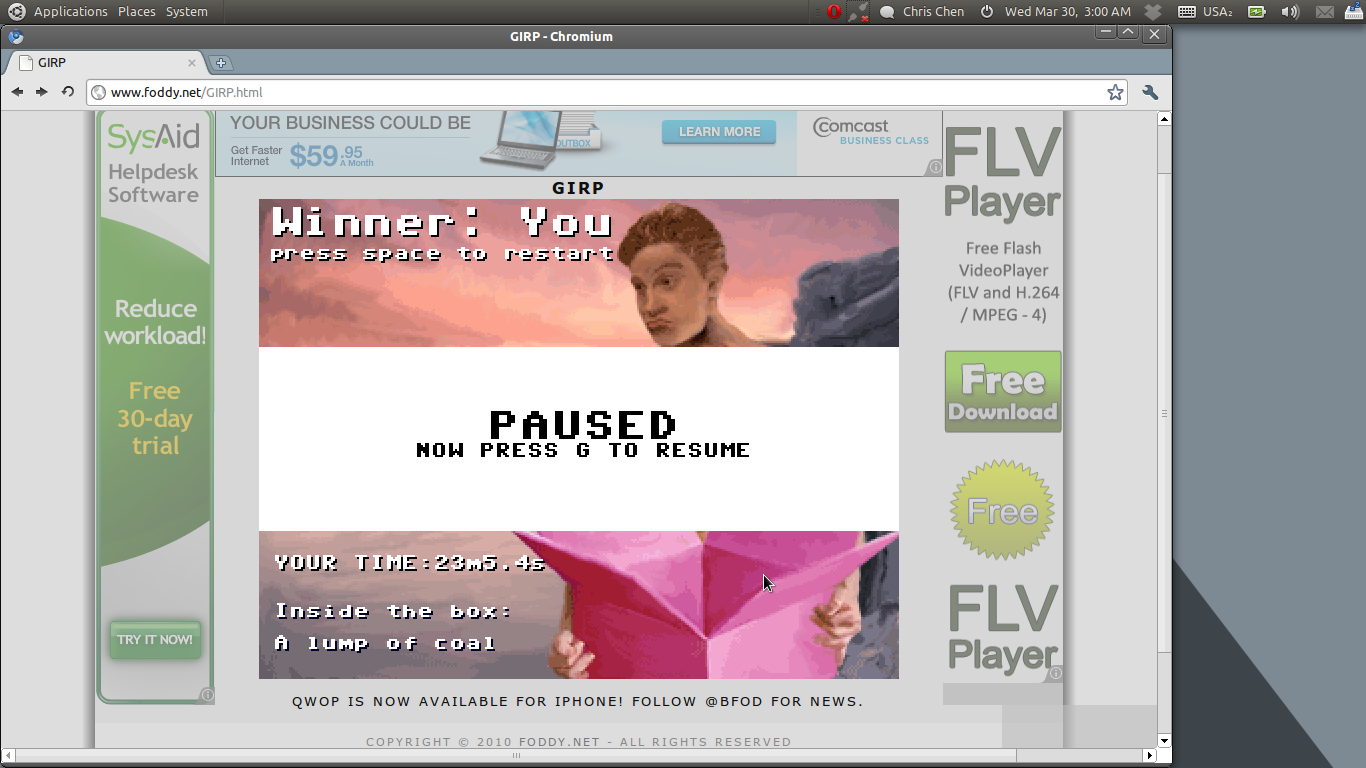 Applications Places System
Chris Chen
Wed Mar 30, 3:00 AM
USA₂
GIRP - Chromium
GIRP
www.foddy.net/GIRP.html
SysAid
Helpdesk
Software
Reduce
workload!
Free
30-day
trial
TRY IT NOW!
YOUR BUSINESS COULD BE
Get Faster
Internet
$59.95
A Month
OUTBOX
LEARN MORE
Comcast
BUSINESS CLASS
GIRP
Winner: You
press space to restart
PAUSED
NOW PRESS G TO RESUME
YOUR TIME:23m5.4s
Inside the box:
A lump of coal
QWOP IS NOW AVAILABLE FOR IPHONE! FOLLOW @BFOD FOR NEWS.
COPYRIGHT © 2010 FODDY.NET - ALL RIGHTS RESERVED
FLV
Player
Free Flash
VideoPlayer
(FLV and H.264
/ MPEG - 4)
Free
Download
Free
FLV
Player